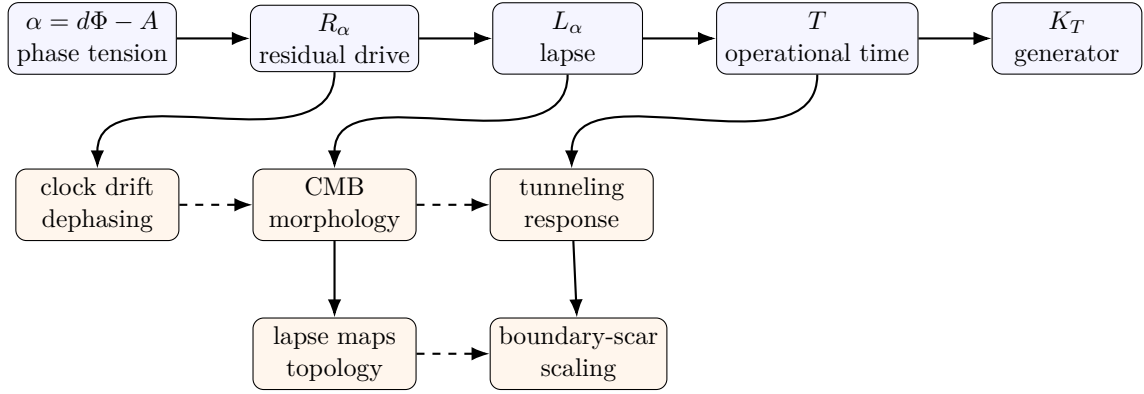 α = dΦ − A
phase tension
R_α
residual drive
L_α
lapse
T
operational time
K_T
generator
clock drift
dephasing
CMB
morphology
tunneling
response
lapse maps
topology
boundary-scar
scaling